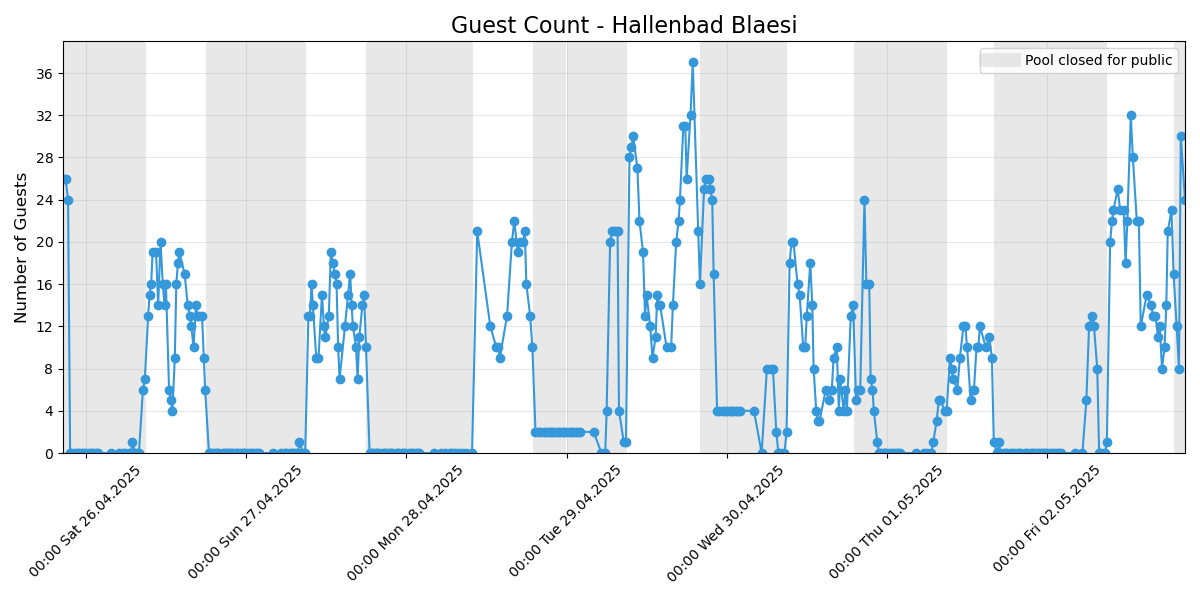 Guest Count - Hallenbad Blaesi
Pool closed for public
Number of Guests
36
32
28
24
20
16
12
8
4
0
00:00 Sat 26.04.2025
00:00 Sun 27.04.2025
00:00 Mon 28.04.2025
00:00 Tue 29.04.2025
00:00 Wed 30.04.2025
00:00 Thu 01.05.2025
00:00 Fri 02.05.2025